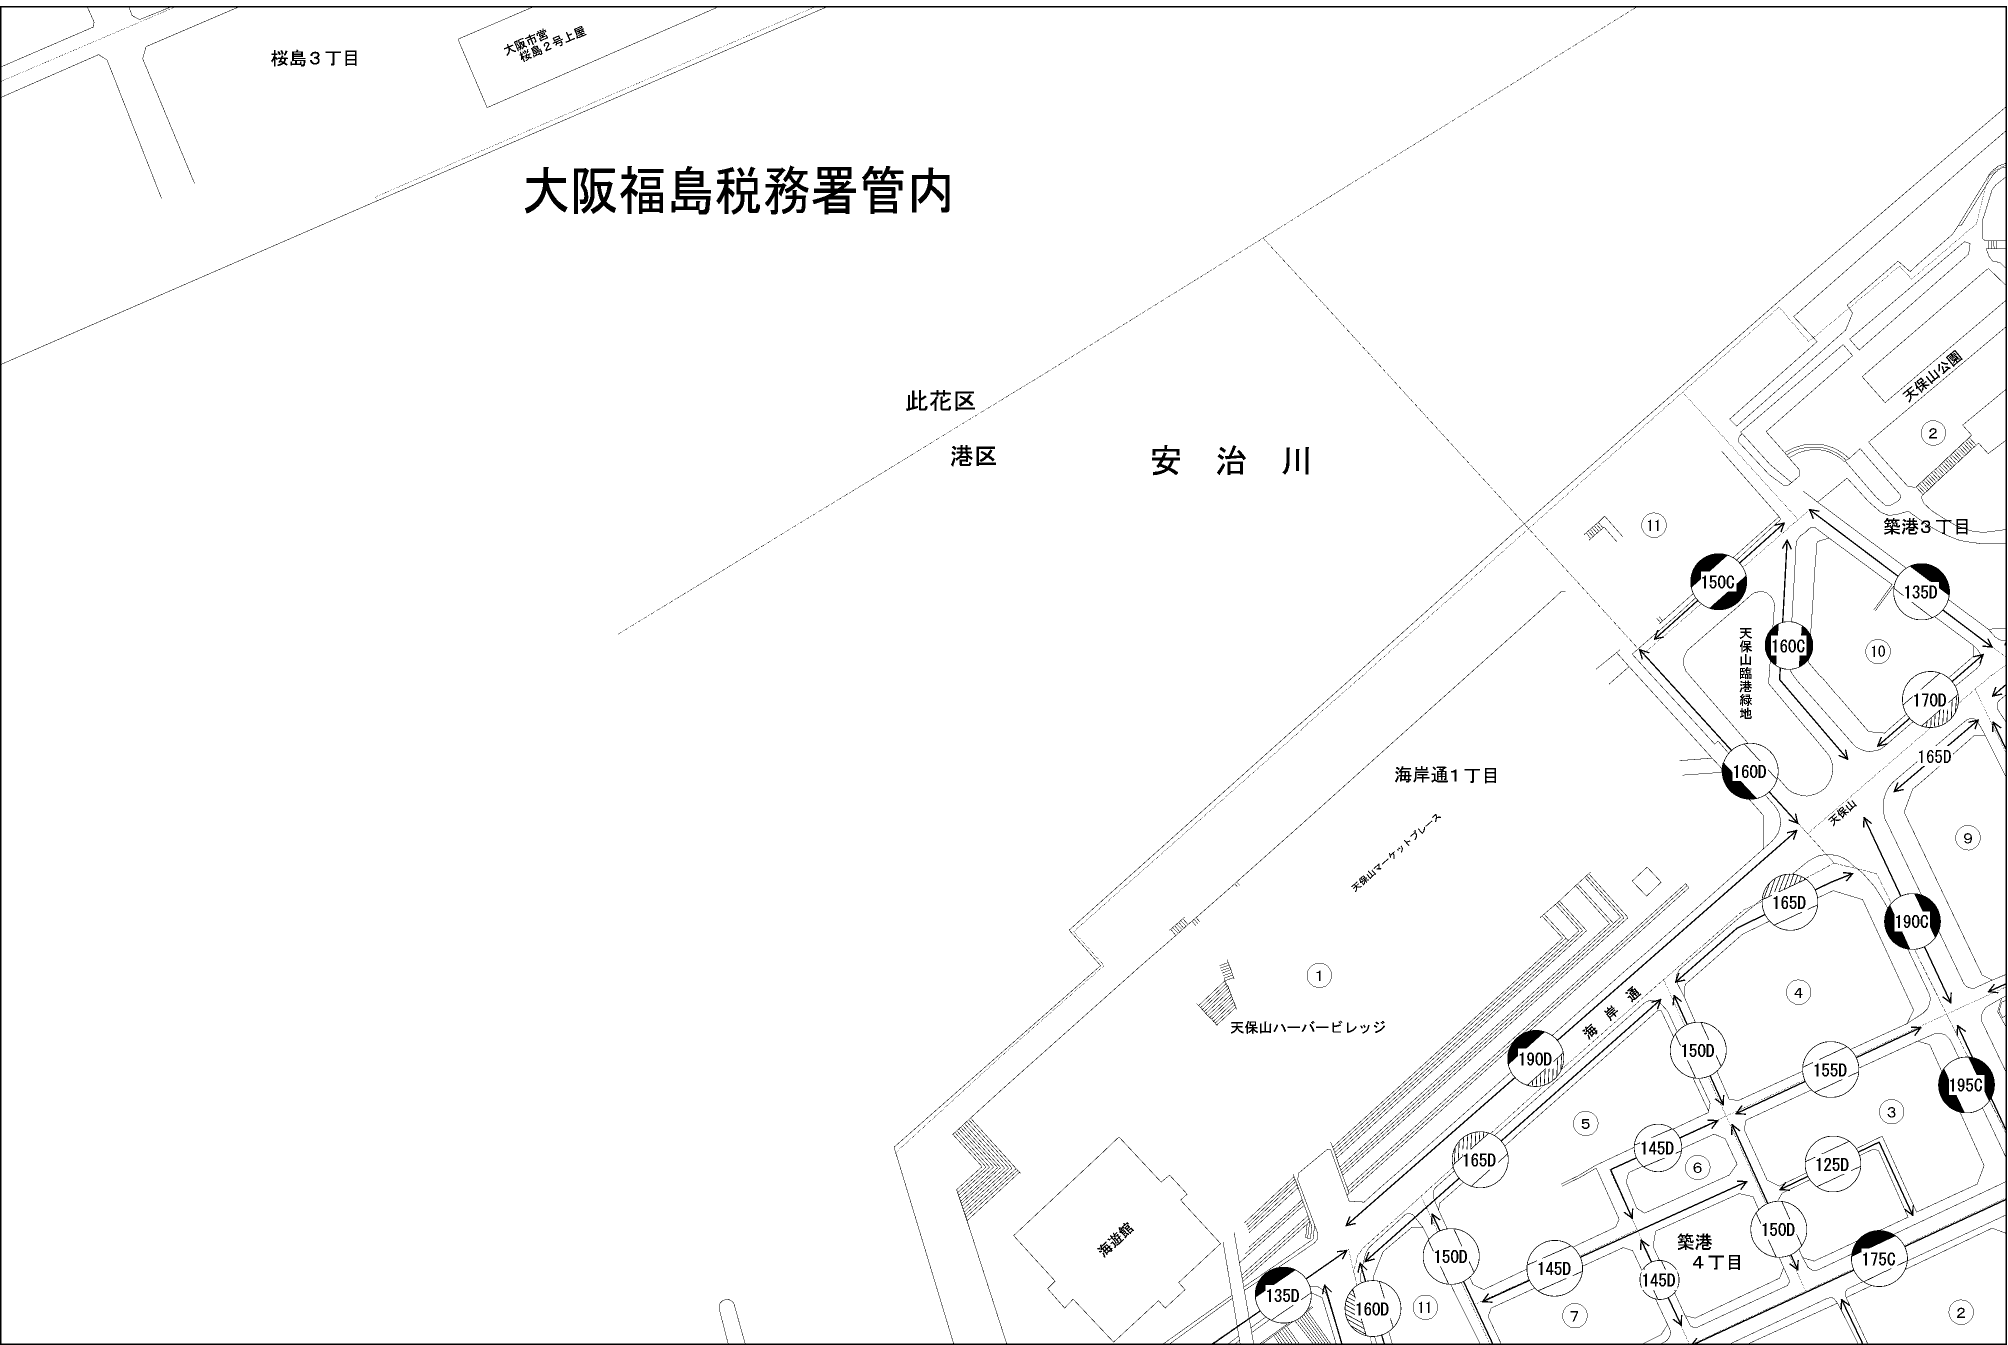 桜島３丁目
大阪市営
桜島２号上屋
大阪福島税務署管内
此花区
港区
安 治 川
天保山公園
②
築港３丁目
⑪
150C
135D
160C
天保山臨港緑地
⑩
170D
165D
160D
海岸通１丁目
天保山マーケットプレース
天保山
⑨
165D
190C
①
④
天保山ハーバービレッジ
海 岸 通
190D
150D
155D
195C
③
⑤
165D
145D
⑥
125D
海遊館
150D
145D
築港
４丁目
150D
175C
145D
135D
160D
⑪
⑦
②